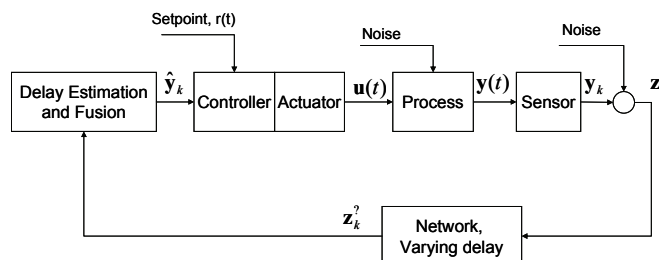 Setpoint, r(t)
Noise
Noise
Delay Estimation
and Fusion
ŷ_k
Controller
Actuator
u(t)
Process
y(t)
Sensor
y_k
z
z_k^?
Network,
Varying delay